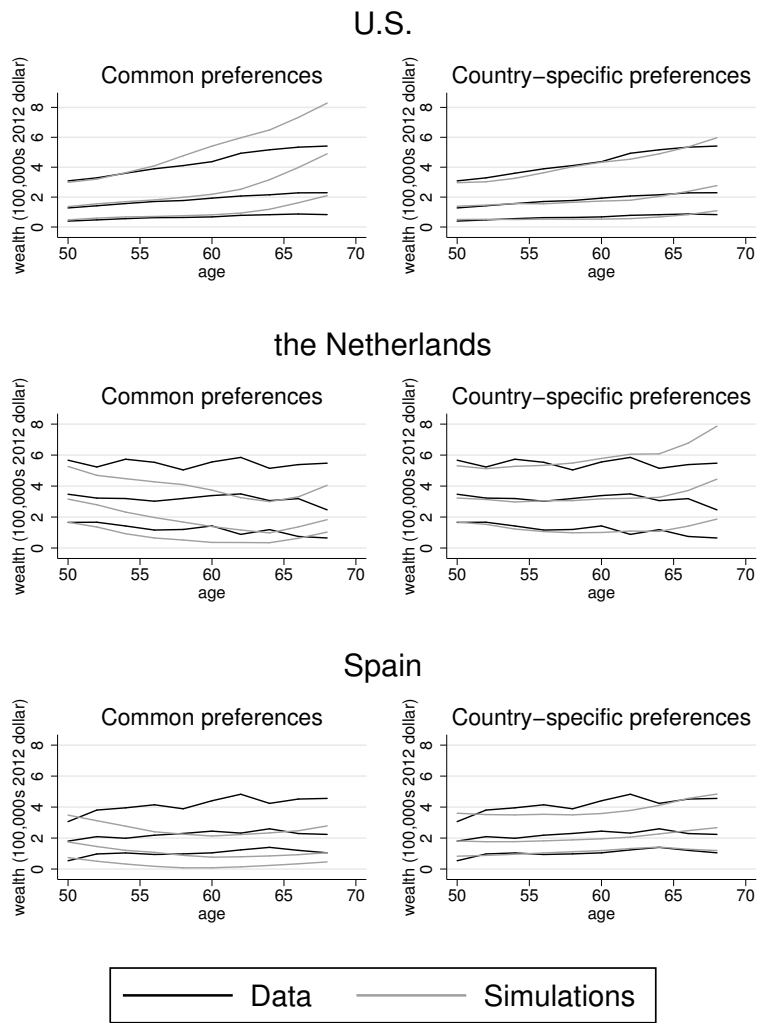 U.S.
Common preferences
wealth (100,000s 2012 dollar)
8
6
4
2
0
50 55 60 65 70
age
Country−specific preferences
wealth (100,000s 2012 dollar)
8
6
4
2
0
50 55 60 65 70
age
the Netherlands
Common preferences
wealth (100,000s 2012 dollar)
8
6
4
2
0
50 55 60 65 70
age
Country−specific preferences
wealth (100,000s 2012 dollar)
8
6
4
2
0
50 55 60 65 70
age
Spain
Common preferences
wealth (100,000s 2012 dollar)
8
6
4
2
0
50 55 60 65 70
age
Country−specific preferences
wealth (100,000s 2012 dollar)
8
6
4
2
0
50 55 60 65 70
age
Data Simulations